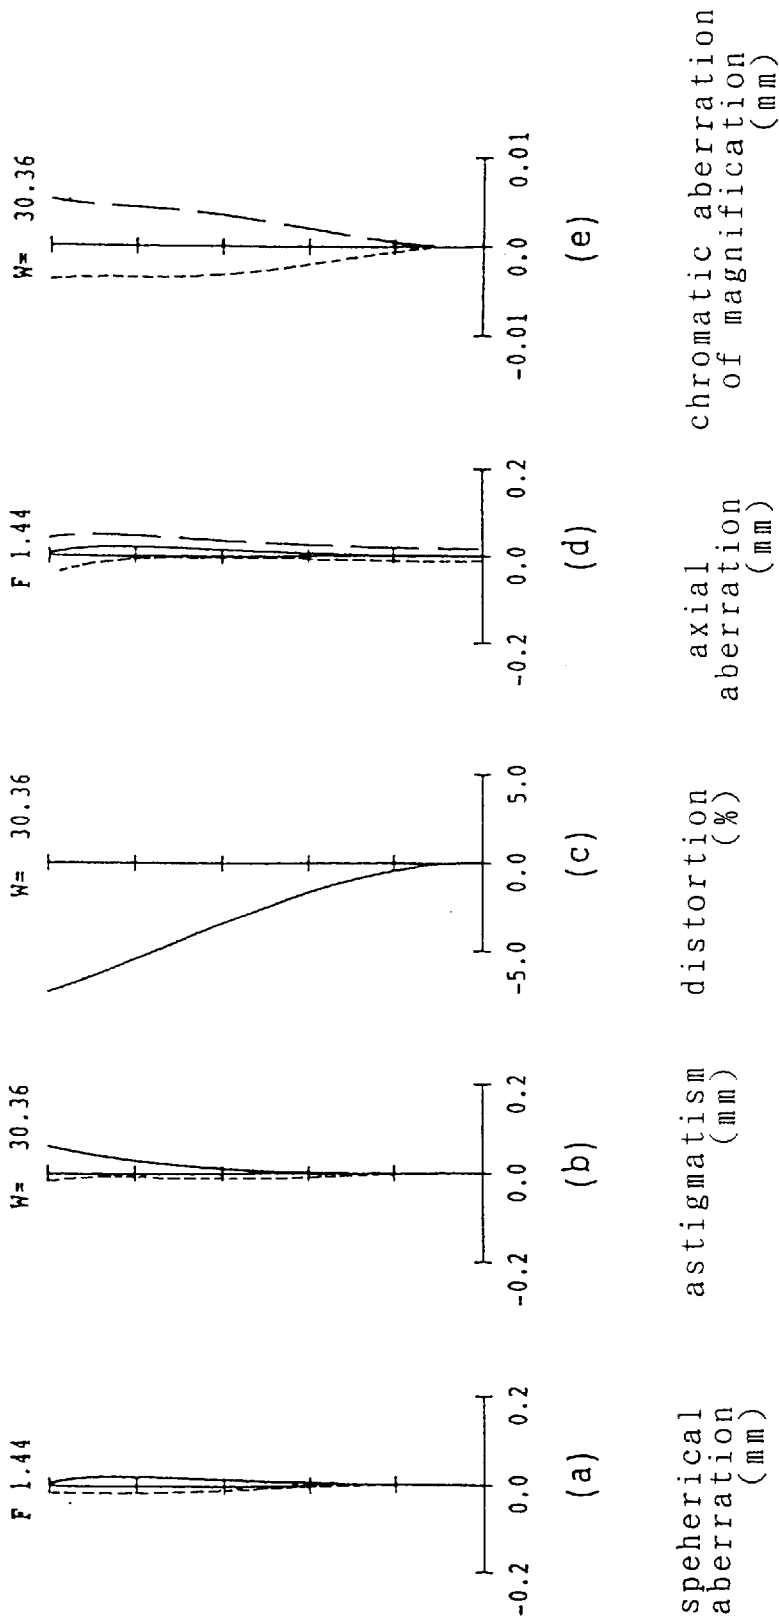 F 1.44
-0.2 0.0 0.2
(a)
speherical
aberration
(mm)
W= 30.36
-0.2 0.0 0.2
(b)
astigmatism
(mm)
W= 30.36
-5.0 0.0 5.0
(c)
distortion
(%)
F 1.44
-0.2 0.0 0.2
(d)
axial
aberration
(mm)
W= 30.36
-0.01 0.0 0.01
(e)
chromatic aberration
of magnification
(mm)